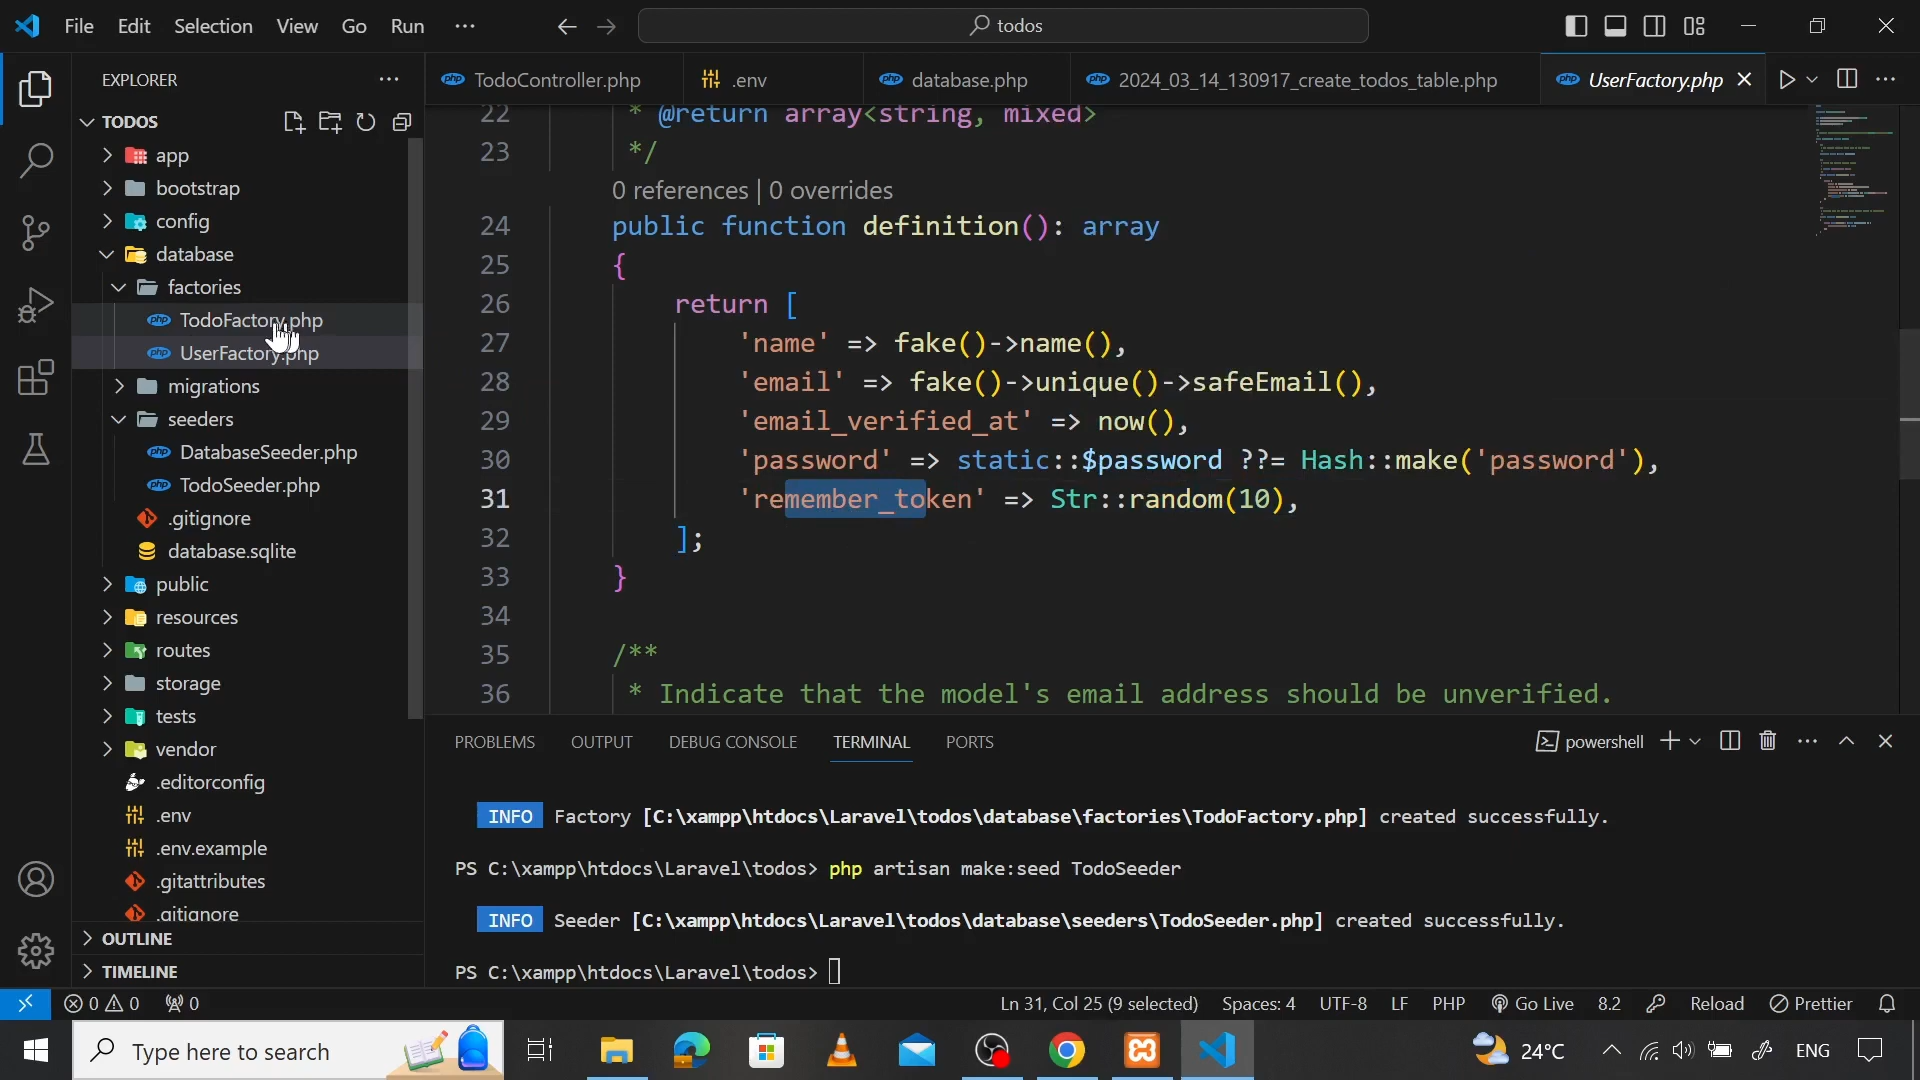 File Edit Selection View Go Run ···
todos
EXPLORER
TODOS
app
bootstrap
config
database
factories
TodoFactory.php
UserFactory.php
migrations
seeders
DatabaseSeeder.php
TodoSeeder.php
.gitignore
database.sqlite
public
resources
routes
storage
tests
vendor
.editorconfig
.env
.env.example
.gitattributes
.gitignore
OUTLINE
TIMELINE
TodoController.php .env database.php 2024_03_14_130917_create_todos_table.php UserFactory.php
22 * @return array<string, mixed>
23 */
0 references | 0 overrides
24 public function definition(): array
25 {
26 return [
27 'name' => fake()->name(),
28 'email' => fake()->unique()->safeEmail(),
29 'email_verified_at' => now(),
30 'password' => static::$password ??= Hash::make('password'),
31 'remember_token' => Str::random(10),
32 ];
33 }
34
35 /**
36 * Indicate that the model's email address should be unverified.
PROBLEMS OUTPUT DEBUG CONSOLE TERMINAL PORTS
powershell
INFO Factory [C:\xampp\htdocs\Laravel\todos\database\factories\TodoFactory.php] created successfully.
PS C:\xampp\htdocs\Laravel\todos> php artisan make:seed TodoSeeder
INFO Seeder [C:\xampp\htdocs\Laravel\todos\database\seeders\TodoSeeder.php] created successfully.
PS C:\xampp\htdocs\Laravel\todos>
0 0 0 Ln 31, Col 25 (9 selected) Spaces: 4 UTF-8 LF PHP Go Live 8.2 Reload Prettier
Type here to search
24°C ENG